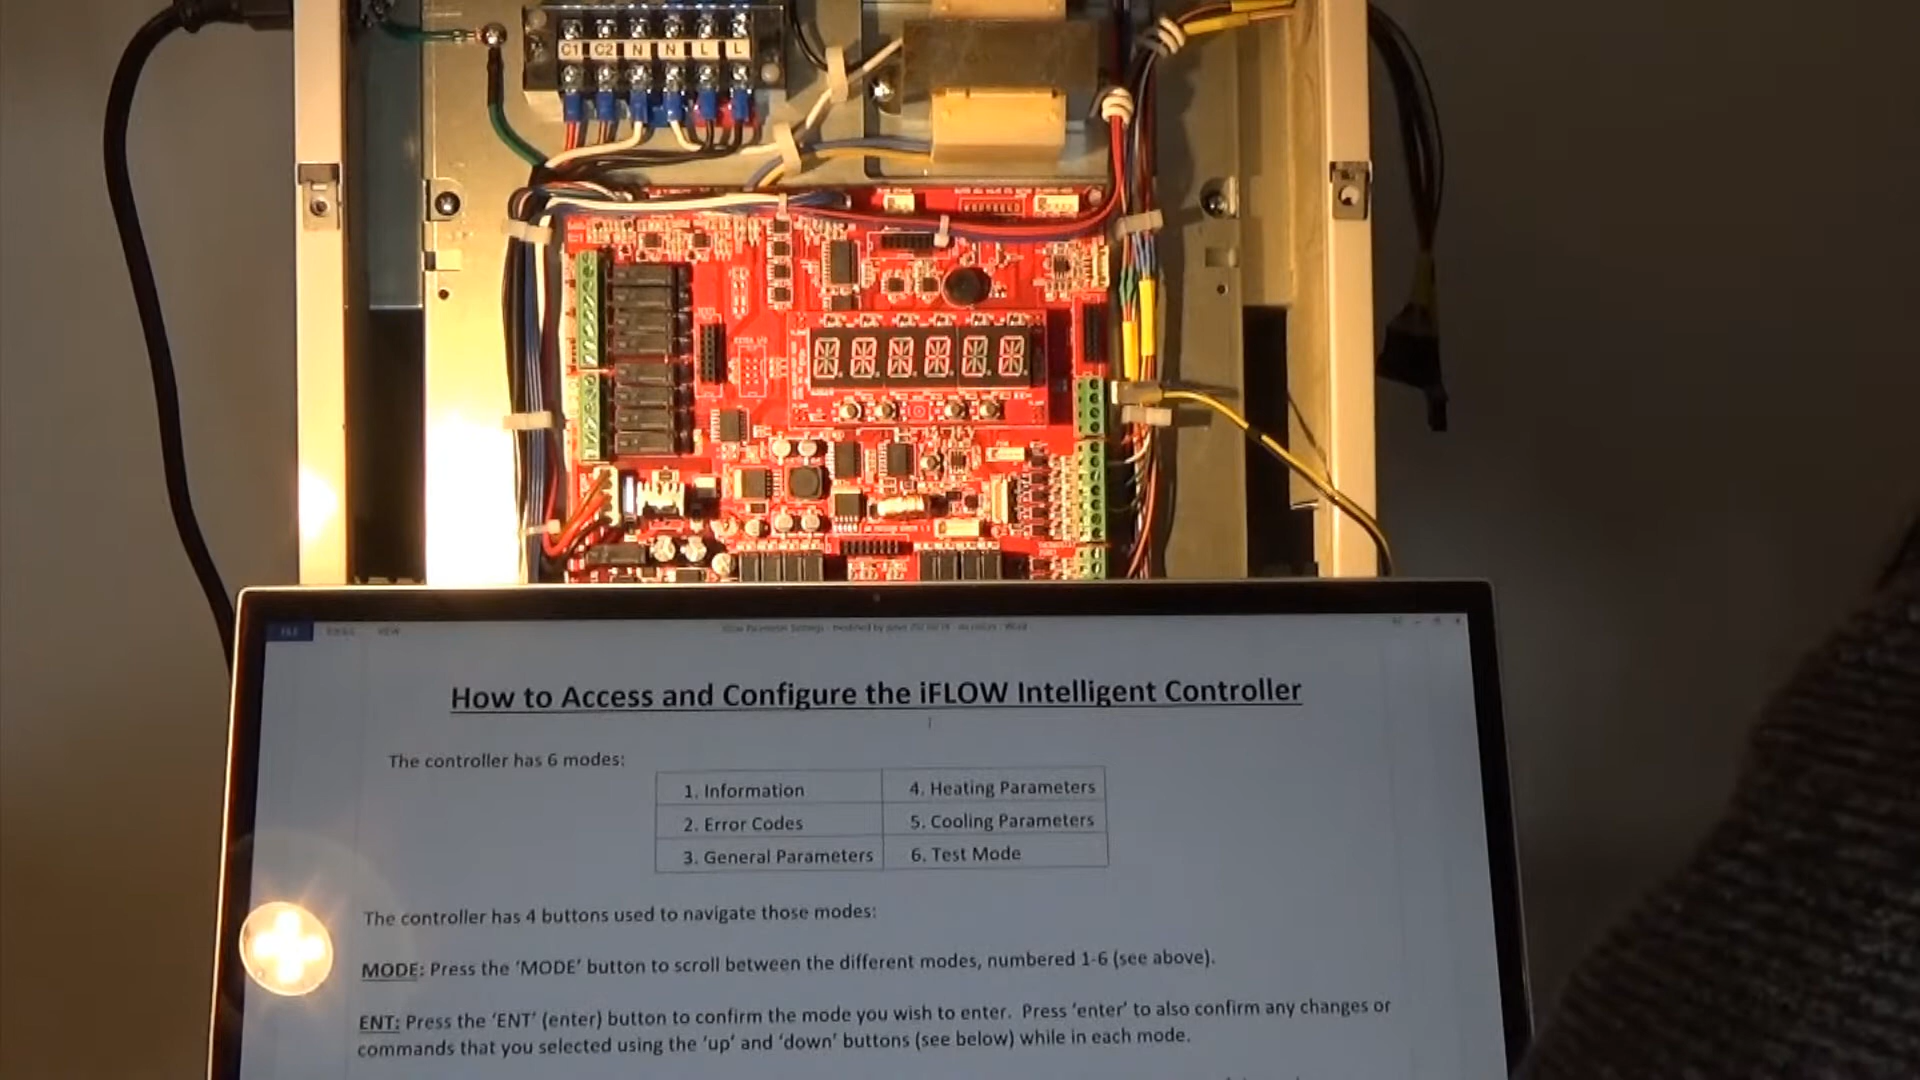 C1 C2 N N L L
FILE VIEW
How to Access and Configure the iFLOW Intelligent Controller
The controller has 6 modes:
1. Information 4. Heating Parameters
2. Error Codes 5. Cooling Parameters
3. General Parameters 6. Test Mode
The controller has 4 buttons used to navigate those modes:
MODE: Press the 'MODE' button to scroll between the different modes, numbered 1-6 (see above).
ENT: Press the 'ENT' (enter) button to confirm the mode you wish to enter. Press 'enter' to also confirm any changes or
commands that you selected using the 'up' and 'down' buttons (see below) while in each mode.